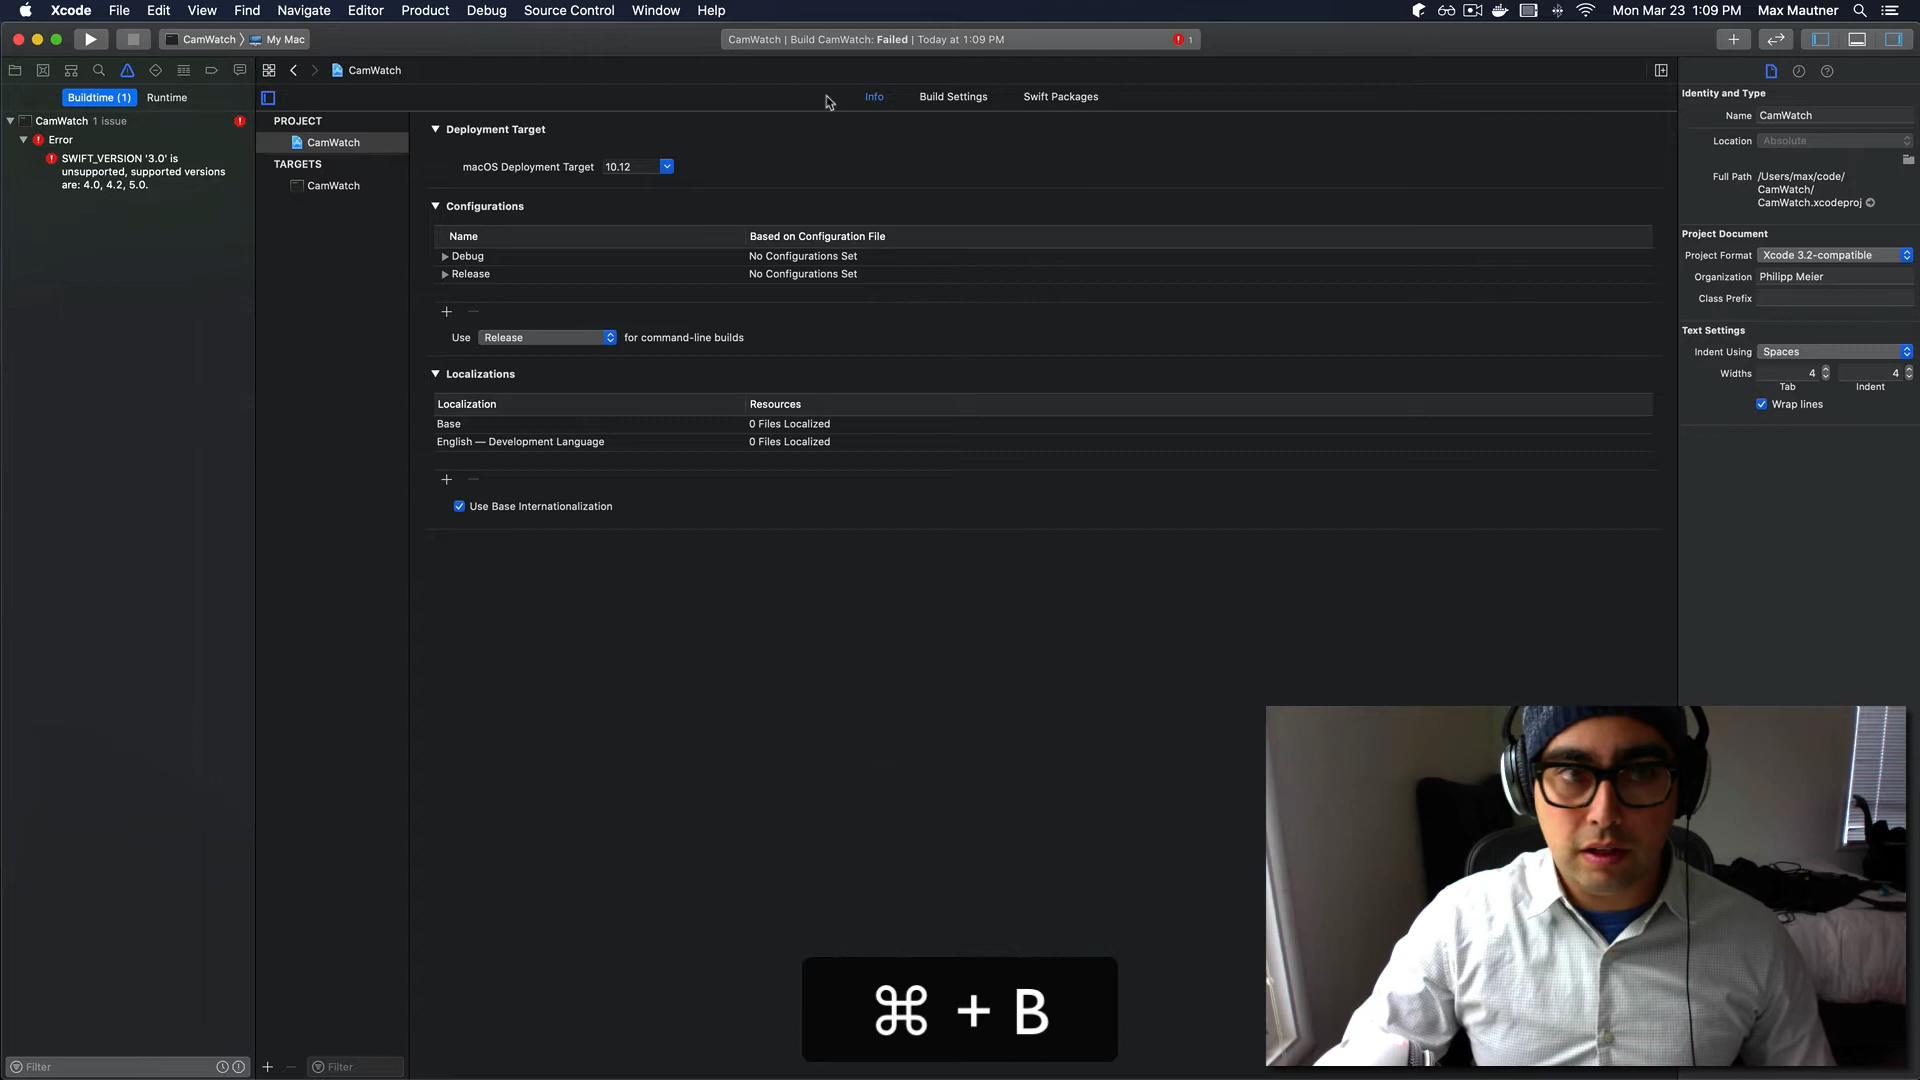 Xcode File Edit View Find Navigate Editor Product Debug Source Control Window Help Mon Mar 23 1:09 PM Max Mautner
CamWatch My Mac CamWatch | Build CamWatch: Failed | Today at 1:09 PM 1
CamWatch
Buildtime (1) Runtime Info Build Settings Swift Packages
CamWatch 1 issue
Error
SWIFT_VERSION '3.0' is
unsupported, supported versions
are: 4.0, 4.2, 5.0.
PROJECT
CamWatch
TARGETS
CamWatch
Deployment Target
macOS Deployment Target 10.12
Configurations
Name Based on Configuration File
Debug No Configurations Set
Release No Configurations Set
Use Release for command-line builds
Localizations
Localization Resources
Base 0 Files Localized
English — Development Language 0 Files Localized
Use Base Internationalization
Identity and Type
Name CamWatch
Location Absolute
Full Path /Users/max/code/
CamWatch/
CamWatch.xcodeproj
Project Document
Project Format Xcode 3.2-compatible
Organization Philipp Meier
Class Prefix
Text Settings
Indent Using Spaces
Widths 4 4
Tab Indent
Wrap lines
⌘ + B
Filter Filter